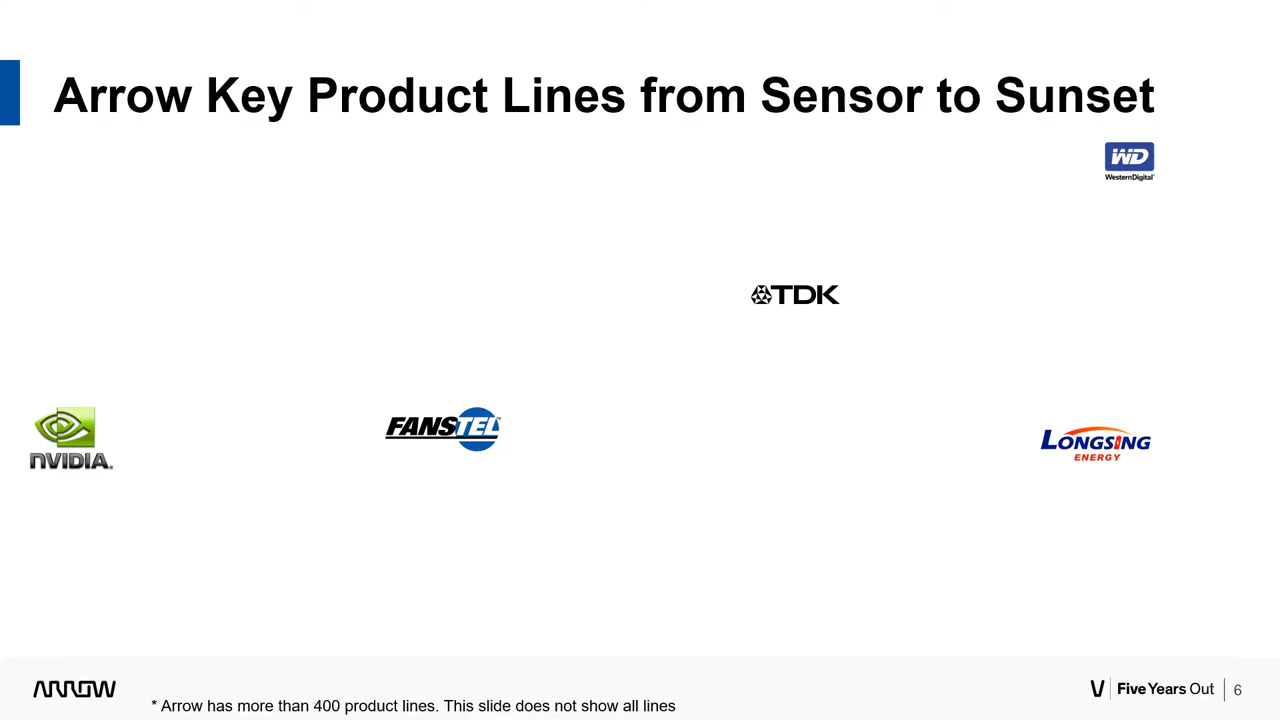 Arrow Key Product Lines from Sensor to Sunset
WD
WesternDigital
TDK
NVIDIA.
FANSTEL™
LONGSING
ENERGY
ARROW
Five Years Out
6
* Arrow has more than 400 product lines. This slide does not show all lines